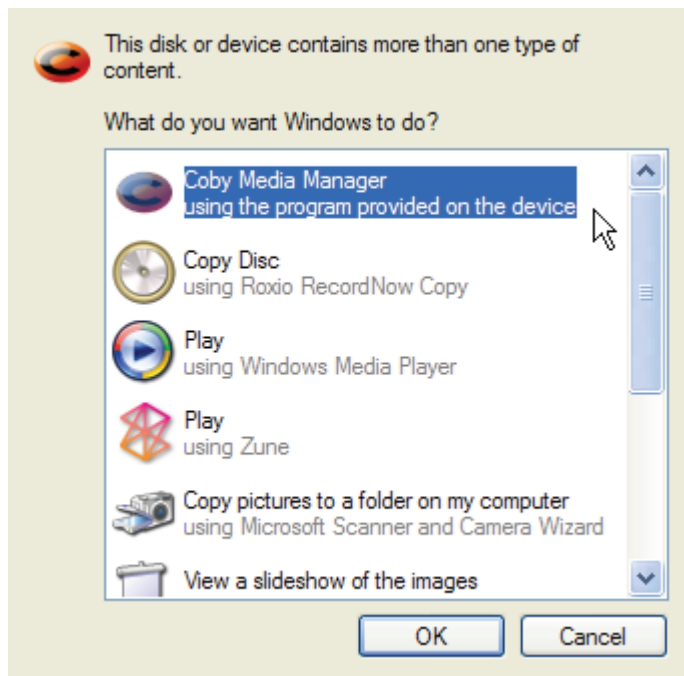 This disk or device contains more than one type of
content.
What do you want Windows to do?
Coby Media Manager
using the program provided on the device
Copy Disc
using Roxio RecordNow Copy
Play
using Windows Media Player
Play
using Zune
Copy pictures to a folder on my computer
using Microsoft Scanner and Camera Wizard
View a slideshow of the images
OK
Cancel